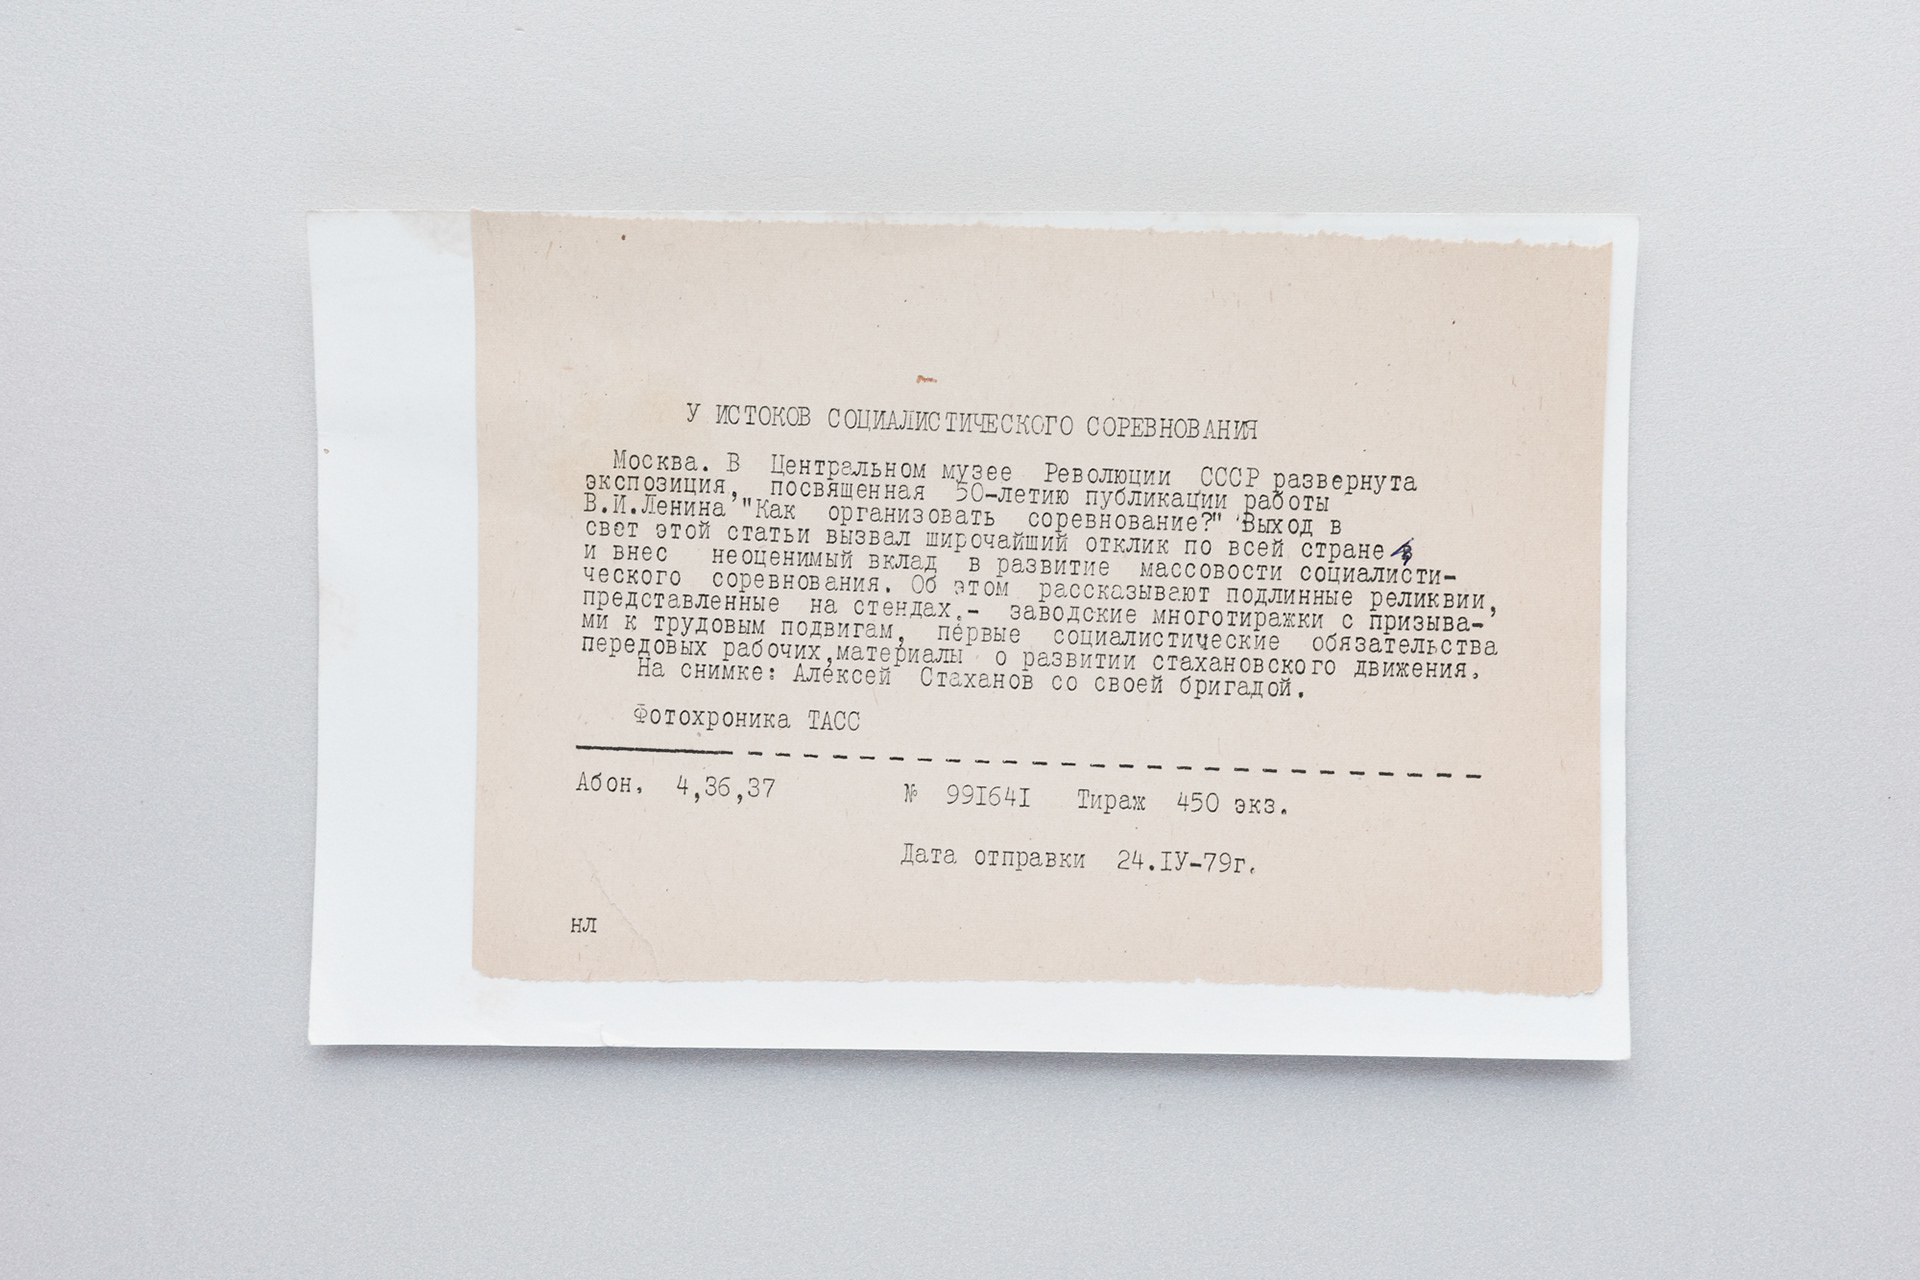 У ИСТОКОВ СОЦИАЛИСТИЧЕСКОГО СОРЕВНОВАНИЯ
Москва. В Центральном музее Революции СССР развернута
экспозиция, посвященная 50-летию публикации работы
В.И.Ленина "Как организовать соревнование?" Выход в
свет этой статьи вызвал широчайший отклик по всей стране
и внес неоценимый вклад в развитие массовости социалисти-
ческого соревнования. Об этом рассказывают подлинные реликвии,
представленные на стендах.- заводские многотиражки с призыва-
ми к трудовым подвигам, первые социалистические обязательства
передовых рабочих,материалы о развитии стахановского движения.
На снимке: Алексей Стаханов со своей бригадой.
Фотохроника ТАСС
Абон. 4,36,37 № 991641 Тираж 450 экз.
Дата отправки 24.IУ-79г.
нл